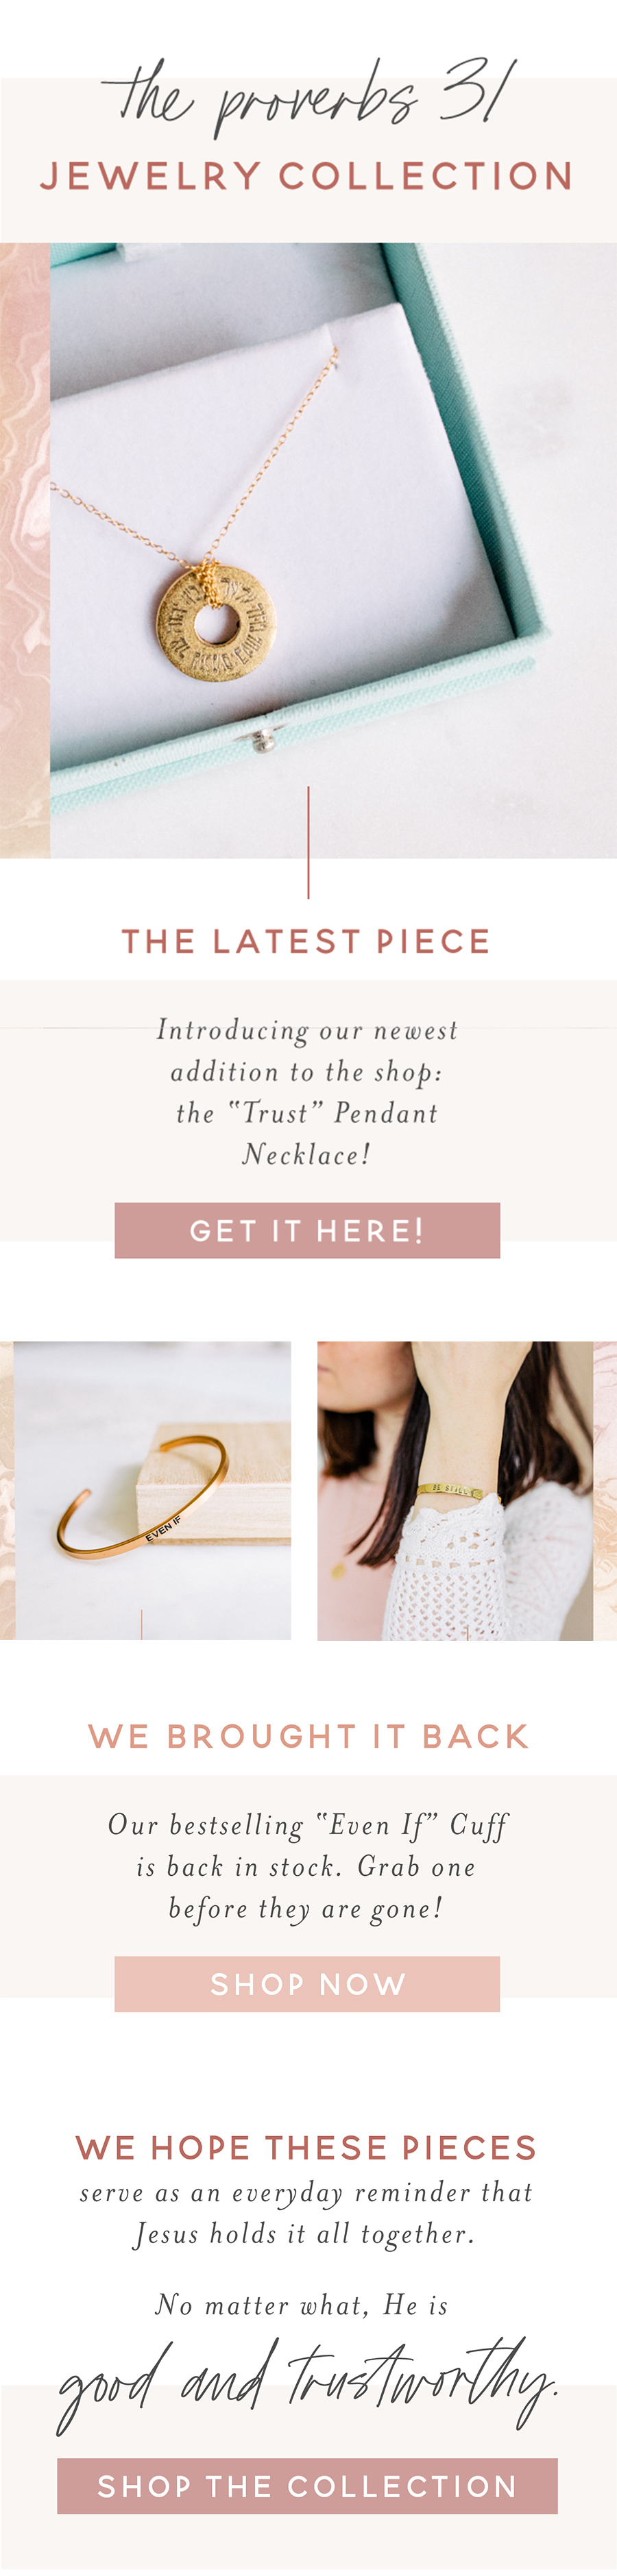 the proverbs 31
JEWELRY COLLECTION
THE LATEST PIECE
Introducing our newest
addition to the shop:
the "Trust" Pendant
Necklace!
GET IT HERE!
EVEN IF
BE STILL
WE BROUGHT IT BACK
Our bestselling "Even If" Cuff
is back in stock. Grab one
before they are gone!
SHOP NOW
WE HOPE THESE PIECES
serve as an everyday reminder that
Jesus holds it all together.
No matter what, He is
good and trustworthy.
SHOP THE COLLECTION